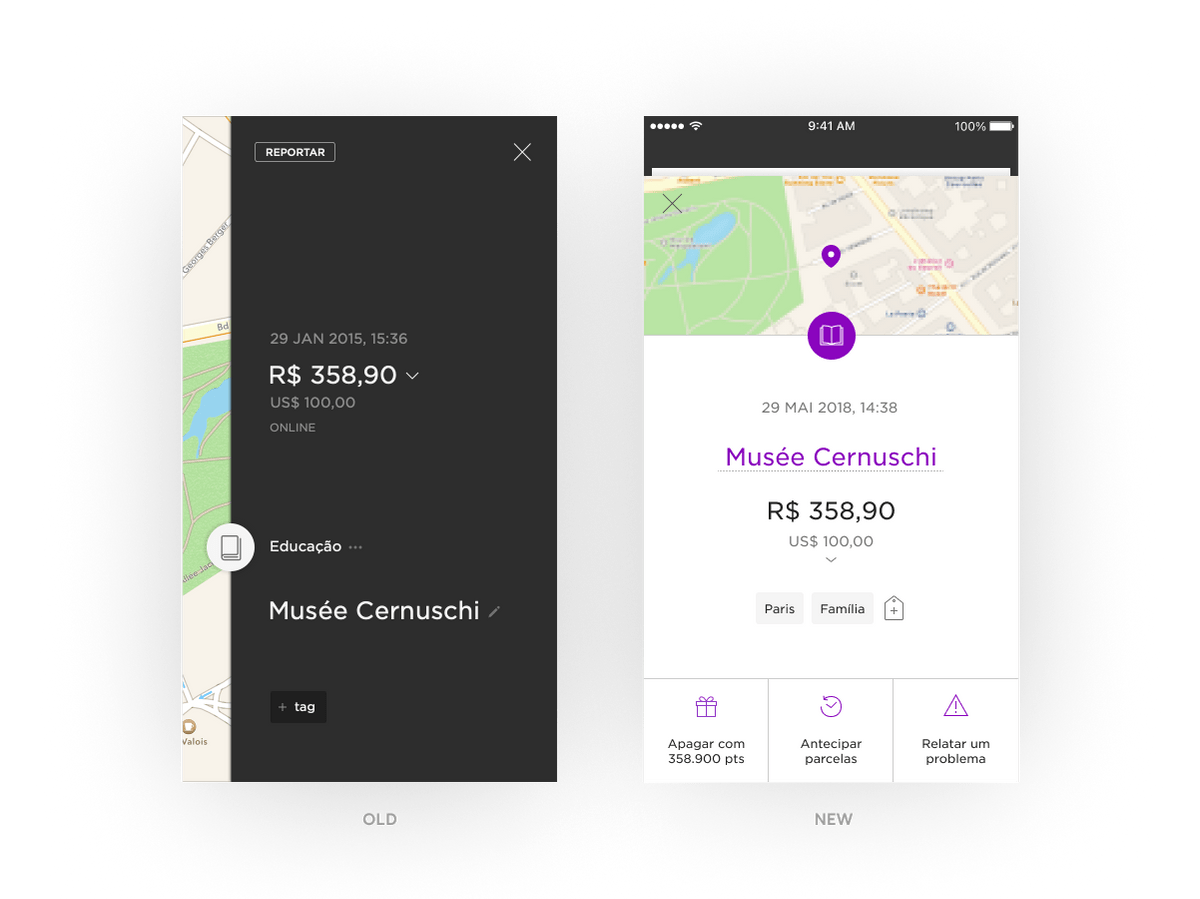 REPORTAR
Georges Berger
Bd
29 JAN 2015, 15:36
R$ 358,90
US$ 100,00
ONLINE
Educação
Musée Cernuschi
+ tag
Valois
OLD
9:41 AM
100%
29 MAI 2018, 14:38
Musée Cernuschi
R$ 358,90
US$ 100,00
Paris
Família
Apagar com
358.900 pts
Antecipar
parcelas
Relatar um
problema
NEW